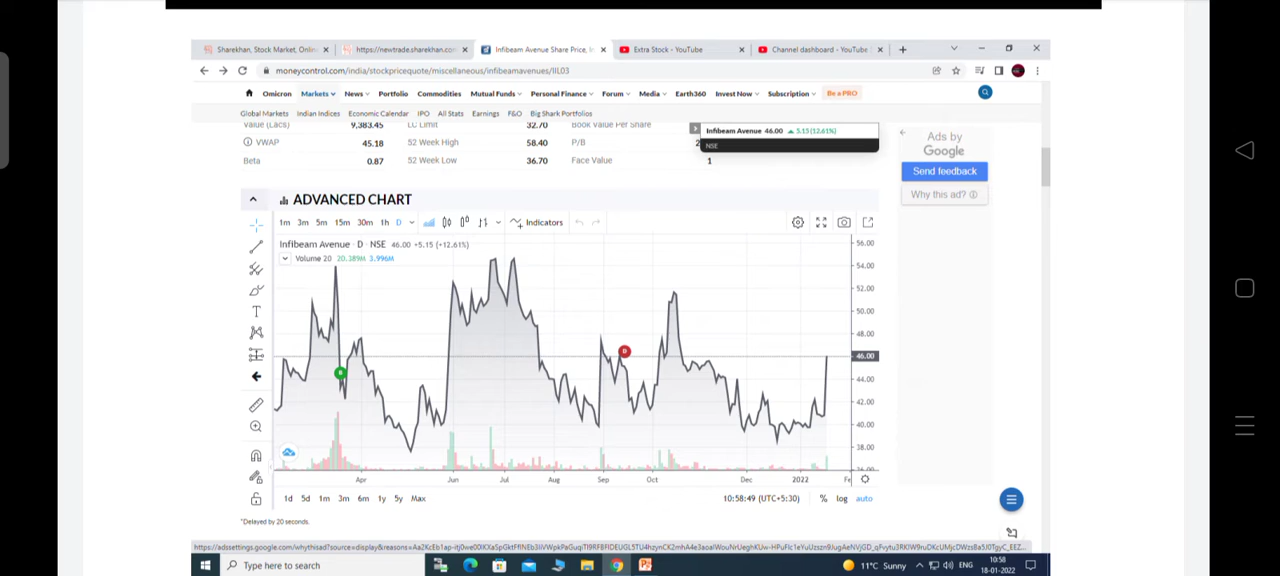 Sharekhan, Stock Market, Onlin
https://newtrade.sharekhan.com
Infibeam Avenue Share Price, In
Extra Stock - YouTube
Channel dashboard - YouTube
moneycontrol.com/india/stockpricequote/miscellaneous/infibeamavenues/IIL03
Omicron Markets News Portfolio Commodities Mutual Funds Personal Finance Forum Media Earth360 Invest Now Subscription Be a PRO
Global Markets Indian Indices Economic Calendar IPO All Stats Earnings F&O Big Shark Portfolios
Value (Lacs) 9,383.45 LC Limit 32.70 Book Value Per Share
VWAP 45.18 52 Week High 58.40 P/B 2
Beta 0.87 52 Week Low 36.70 Face Value 1
Infibeam Avenue 46.00 5.15 (12.61%)
NSE
Ads by
Google
Send feedback
Why this ad?
ADVANCED CHART
1m 3m 5m 15m 30m 1h D Indicators
Infibeam Avenue · D · NSE 46.00 +5.15 (+12.61%)
Volume 20 20.389M 3.996M
56.00
54.00
52.00
50.00
48.00
46.00
44.00
42.00
40.00
38.00
36.00
B
D
Apr Jun Jul Aug Sep Oct Dec 2022 Fe
1d 5d 1m 3m 6m 1y 5y Max
10:58:49 (UTC+5:30) % log auto
*Delayed by 20 seconds.
Type here to search
11°C Sunny
ENG
10:58
18-01-2022